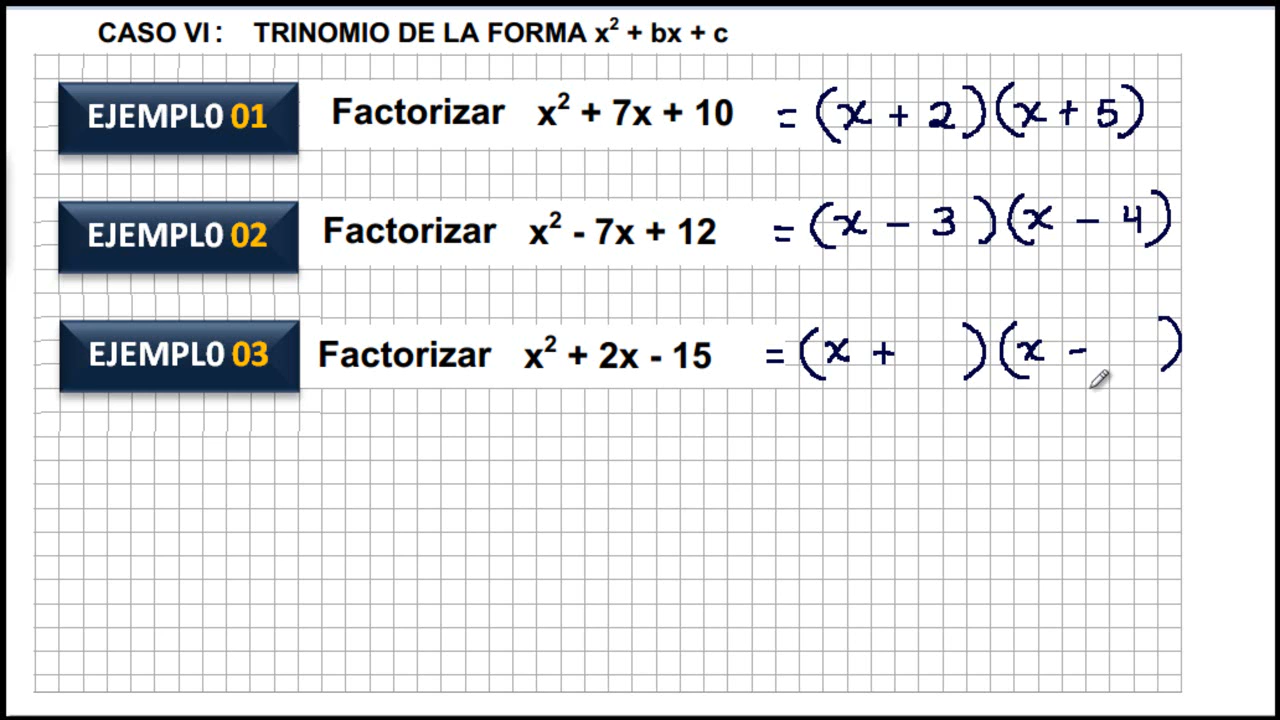 CASO VI: TRINOMIO DE LA FORMA x² + bx + c
EJEMPLO 01 Factorizar x² + 7x + 10 = (x + 2)(x + 5)
EJEMPLO 02 Factorizar x² - 7x + 12 = (x - 3)(x - 4)
EJEMPLO 03 Factorizar x² + 2x - 15 = (x + )(x - )